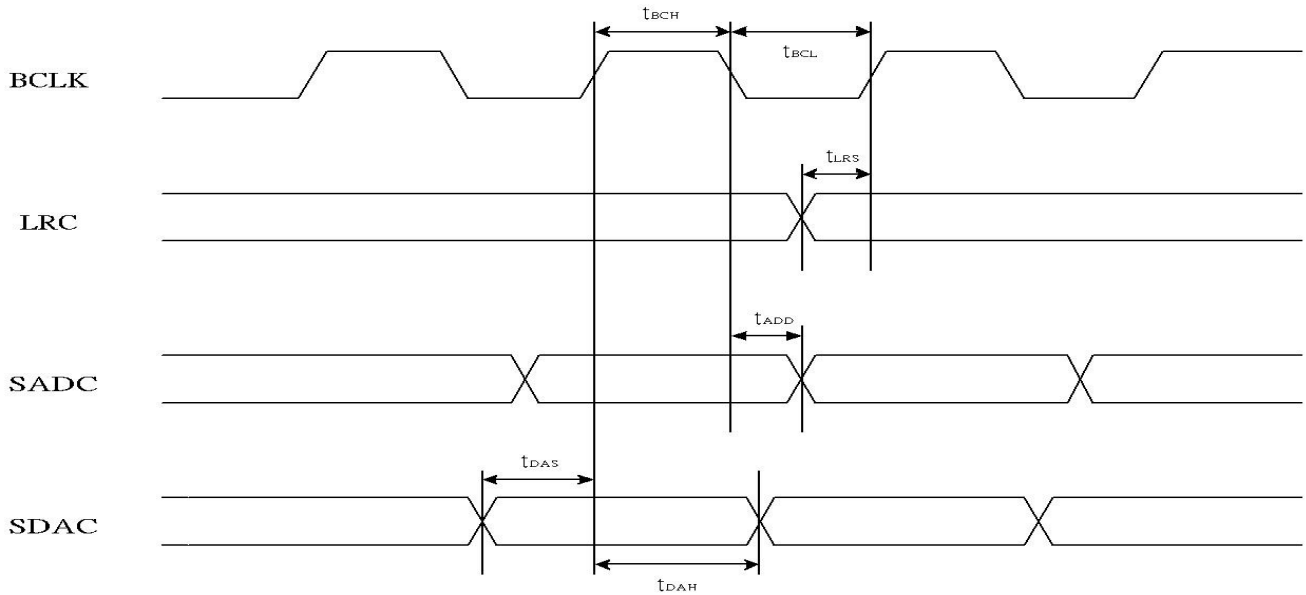 tBCH
BCLK
tBCL
tLRS
LRC
tADD
SADC
tDAS
SDAC
tDAH